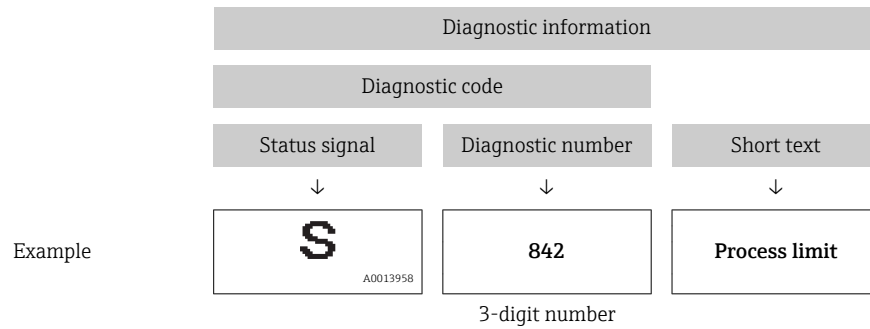 Diagnostic information
Diagnostic code
Status signal Diagnostic number Short text
↓ ↓ ↓
Example S 842 Process limit
A0013958
3-digit number